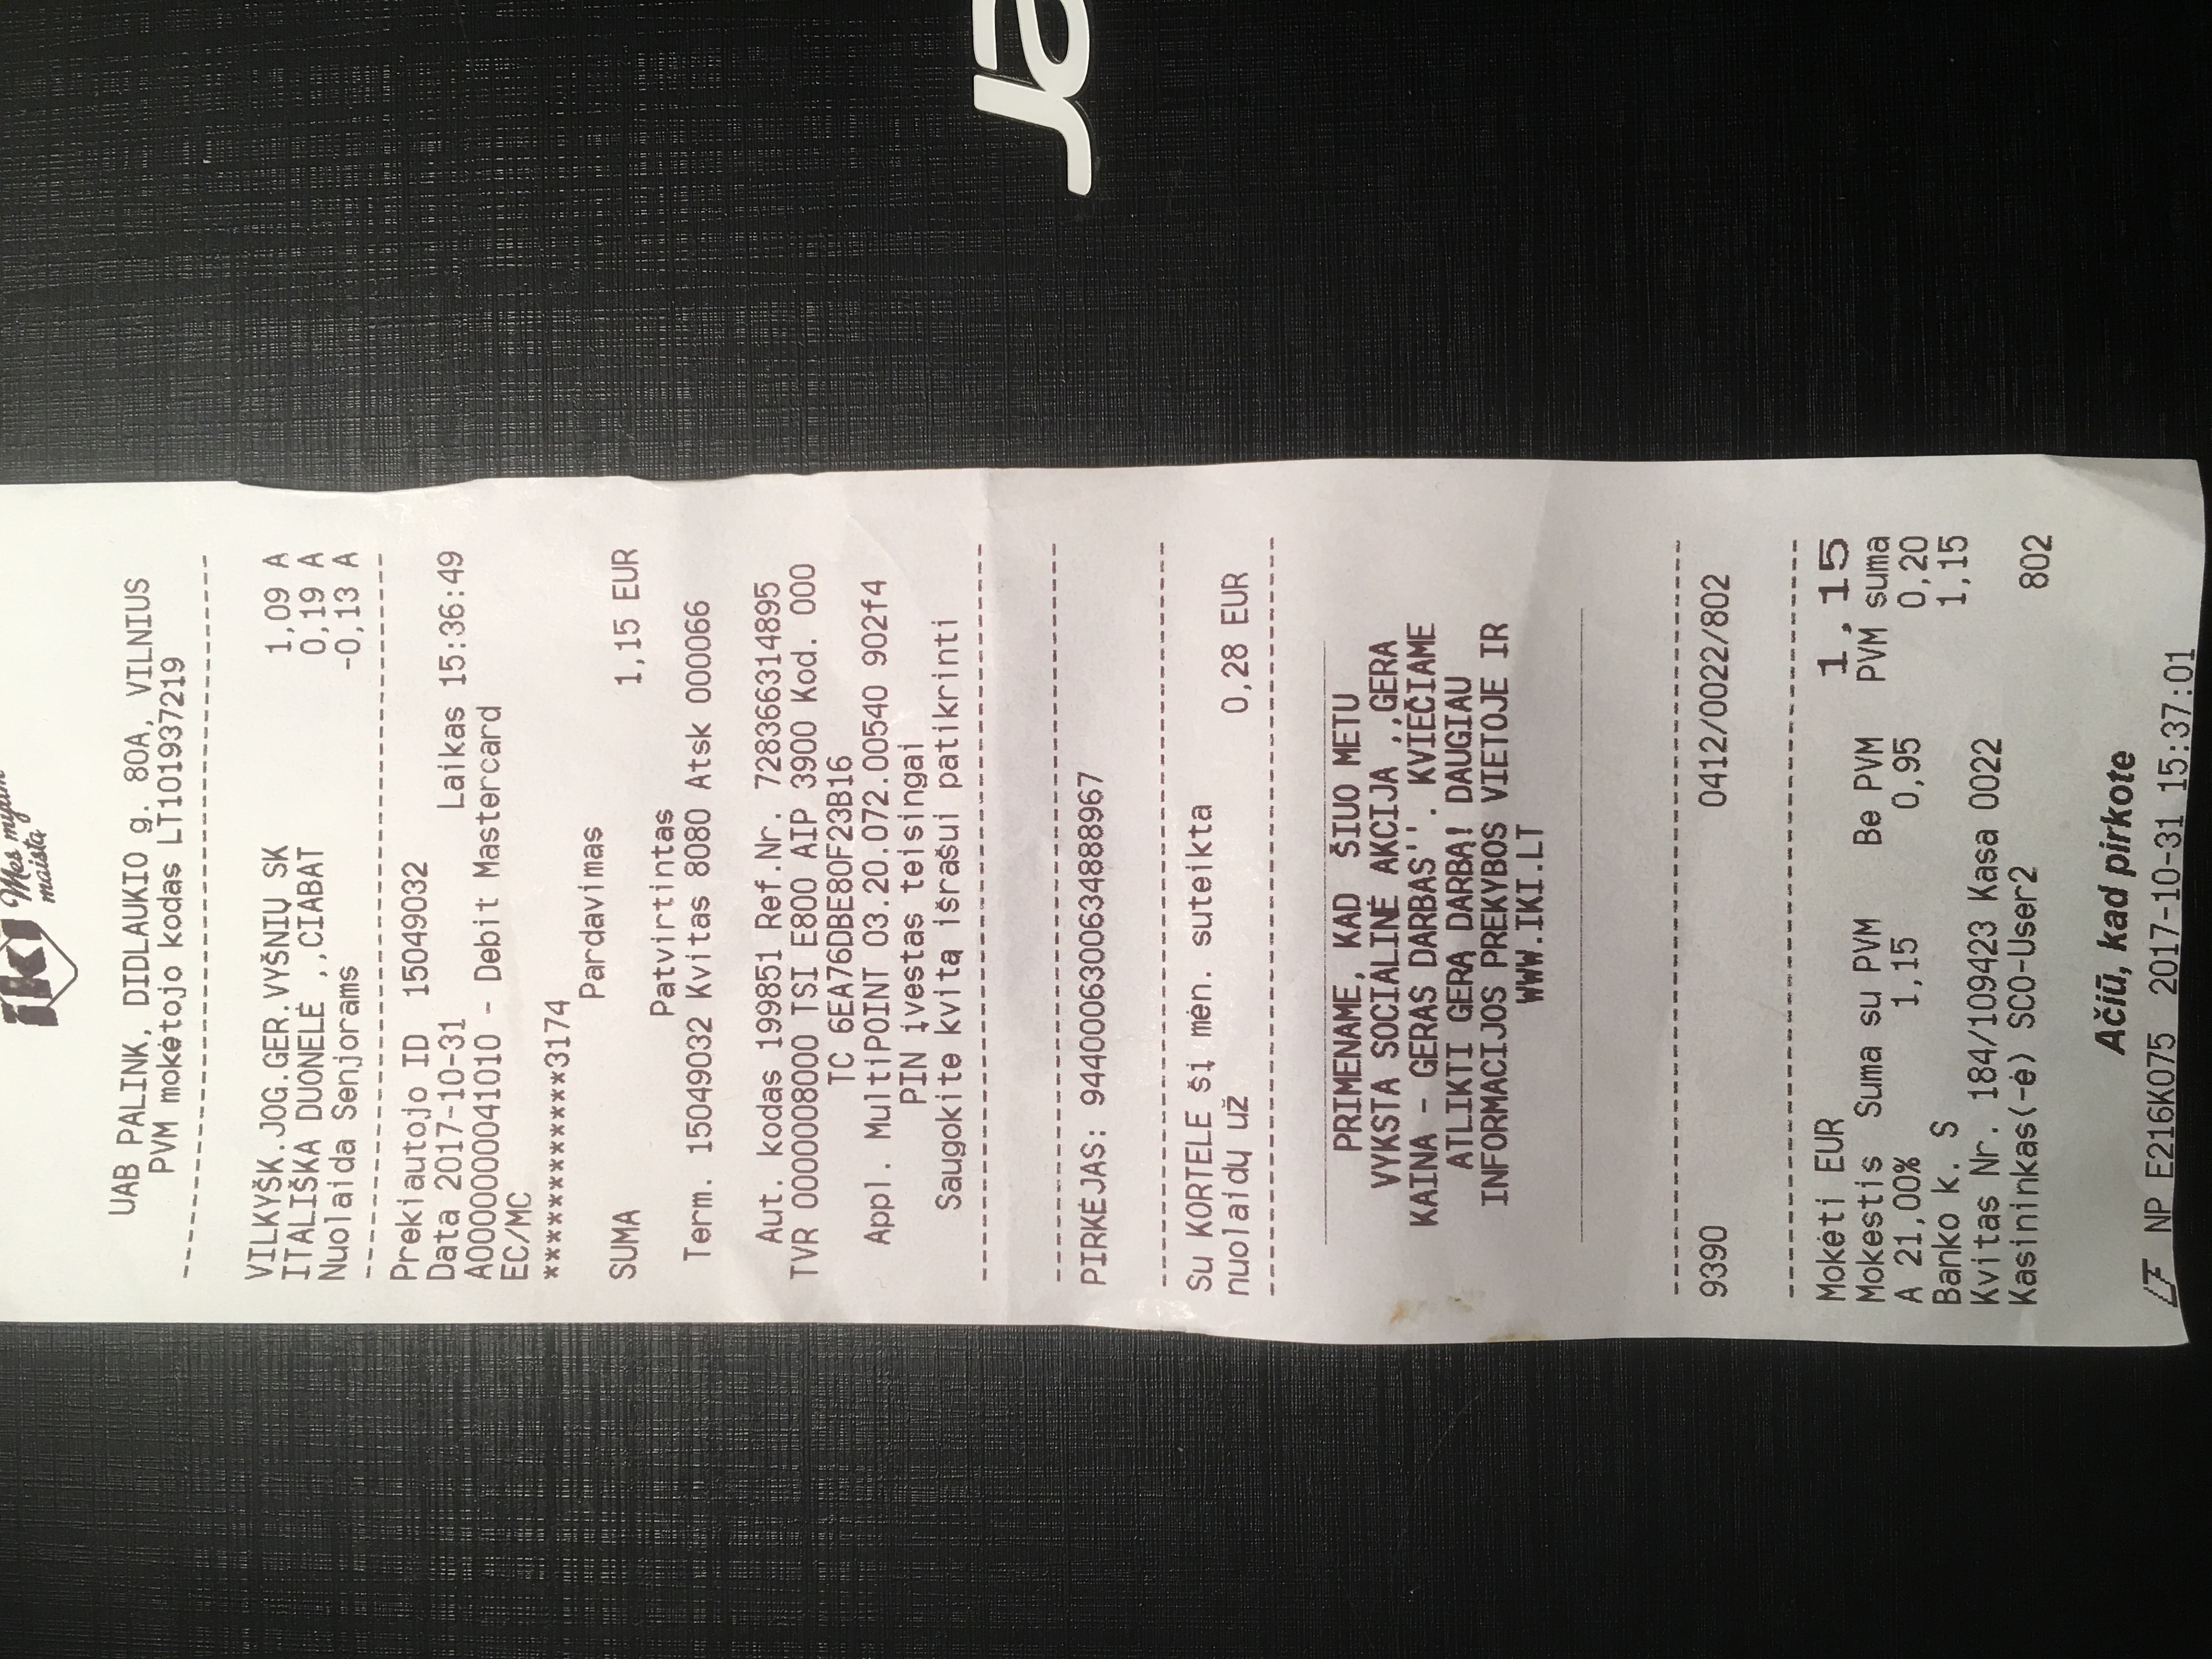 iki
Mes mylim
maistą
UAB PALINK, DIDLAUKIO g. 80A, VILNIUS
PVM mokėtojo kodas LT101937219
VILKYŠK.JOG.GER.VYŠNIŲ SK 1,09 A
ITALIŠKA DUONELĖ ,,CIABAT 0,19 A
Nuolaida Senjorams -0,13 A
Prekiautojo ID 15049032
Data 2017-10-31 Laikas 15:36:49
A0000000041010 - Debit Mastercard
EC/MC
************3174
Pardavimas
SUMA 1,15 EUR
Patvirtintas
Term. 15049032 Kvitas 8080 Atsk 000066
Aut. kodas 199851 Ref.Nr. 728366314895
TVR 0000008000 TSI E800 AIP 3900 Kod. 000
TC 6EA76DBE80F23B16
Appl. MultiPOINT 03.20.072.00540 902f4
PIN įvestas teisingai
Saugokite kvitą išrašui patikrinti
PIRKĖJAS: 9440006300634888967
Su KORTELE šį mėn. suteikta
nuolaidų už 0,28 EUR
PRIMENAME, KAD ŠIUO METU
VYKSTA SOCIALINĖ AKCIJA ,,GERA
KAINA - GERAS DARBAS''. KVIEČIAME
ATLIKTI GERĄ DARBĄ! DAUGIAU
INFORMACIJOS PREKYBOS VIETOJE IR
WWW.IKI.LT
9390 0412/0022/802
Mokėti EUR 1,15
Mokestis Suma su PVM Be PVM PVM suma
A 21,00% 1,15 0,95 0,20
Banko k. S 1,15
Kvitas Nr. 184/109423 Kasa 0022
Kasininkas(-ė) SCO-User2 802
Ačiū, kad pirkote
LF NP E216K075 2017-10-31 15:37:01